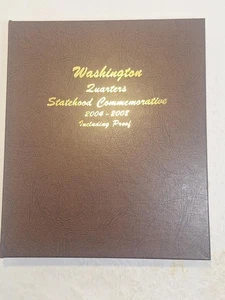 Washington
Quarters
Statehood Commemorative
2004-2008
Including Proof